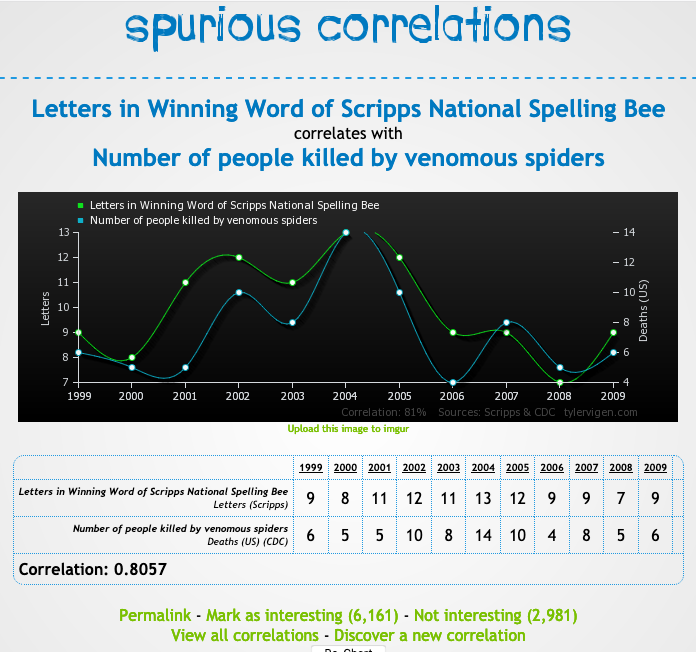 spurious correlations
Letters in Winning Word of Scripps National Spelling Bee
correlates with
Number of people killed by venomous spiders
Letters in Winning Word of Scripps National Spelling Bee
Number of people killed by venomous spiders
13 14
12 12
11
10 10
9 8
8 6
7 4
Letters
Deaths (US)
1999 2000 2001 2002 2003 2004 2005 2006 2007 2008 2009
Correlation: 81% Sources: Scripps & CDC tylervigen.com
Upload this image to imgur
1999 2000 2001 2002 2003 2004 2005 2006 2007 2008 2009
Letters in Winning Word of Scripps National Spelling Bee
Letters (Scripps)
9 8 11 12 11 13 12 9 9 7 9
Number of people killed by venomous spiders
Deaths (US) (CDC)
6 5 5 10 8 14 10 4 8 5 6
Correlation: 0.8057
Permalink - Mark as interesting (6,161) - Not interesting (2,981)
View all correlations - Discover a new correlation